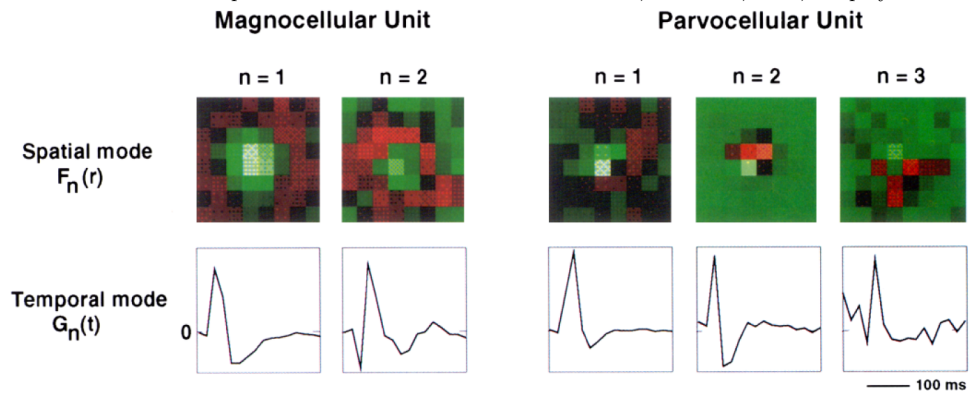 Magnocellular Unit
Parvocellular Unit
n = 1
n = 2
n = 1
n = 2
n = 3
Spatial mode
Fn(r)
Temporal mode
Gn(t)
0
100 ms